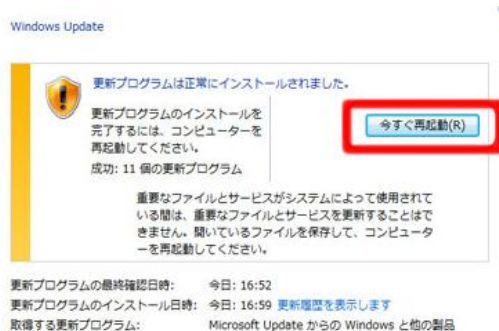 Windows Update
更新プログラムは正常にインストールされました。
更新プログラムのインストールを
完了するには、コンピューターを
再起動してください。
今すぐ再起動(R)
成功: 11 個の更新プログラム
重要なファイルとサービスがシステムによって使用されて
いる間は、重要なファイルとサービスを更新することはで
きません。開いているファイルを保存して、コンピュータ
ーを再起動してください。
更新プログラムの最終確認日時: 今日: 16:52
更新プログラムのインストール日時: 今日: 16:59 更新履歴を表示します
取得する更新プログラム: Microsoft Update からの Windows と他の製品